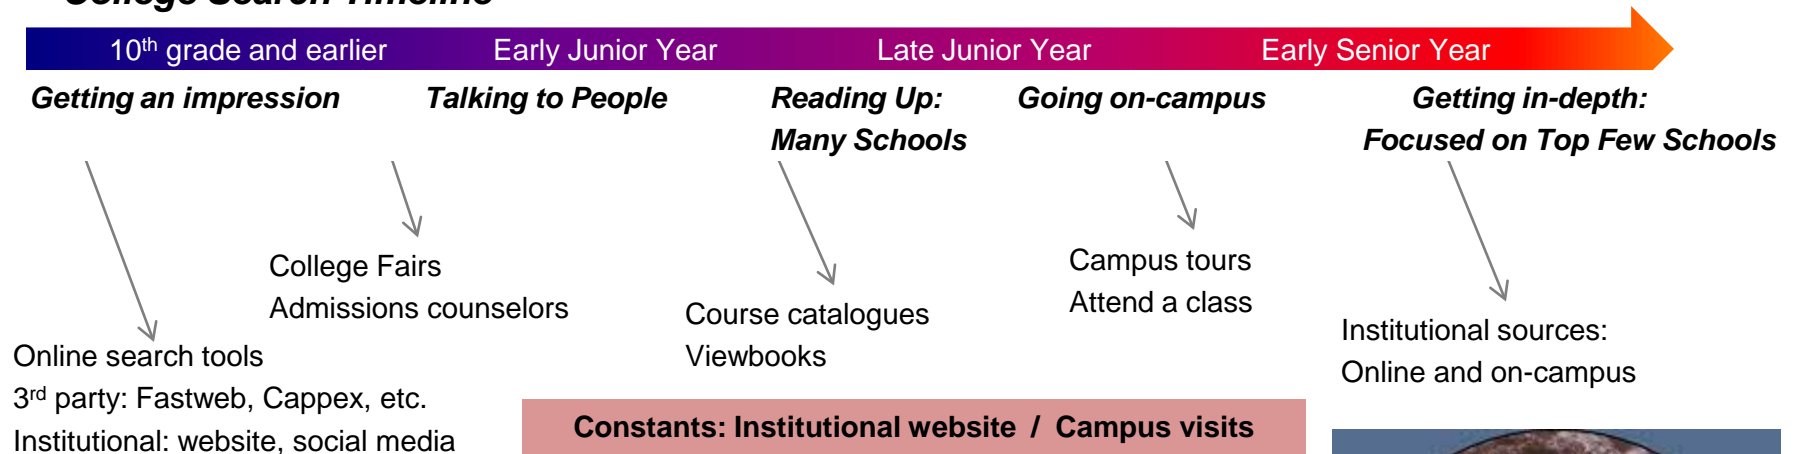 College Search Timeline
10th grade and earlier Early Junior Year Late Junior Year Early Senior Year
Getting an impression Talking to People Reading Up: Going on-campus Getting in-depth:
Many Schools Focused on Top Few Schools
College Fairs
Admissions counselors
Campus tours
Attend a class
Course catalogues
Viewbooks
Institutional sources:
Online and on-campus
Online search tools
3rd party: Fastweb, Cappex, etc.
Institutional: website, social media
Constants: Institutional website / Campus visits